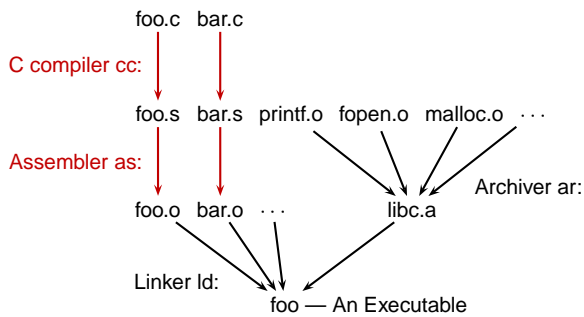 foo.c bar.c
C compiler cc:
foo.s bar.s printf.o fopen.o malloc.o ···
Assembler as:
Archiver ar:
foo.o bar.o ··· libc.a
Linker ld:
foo — An Executable